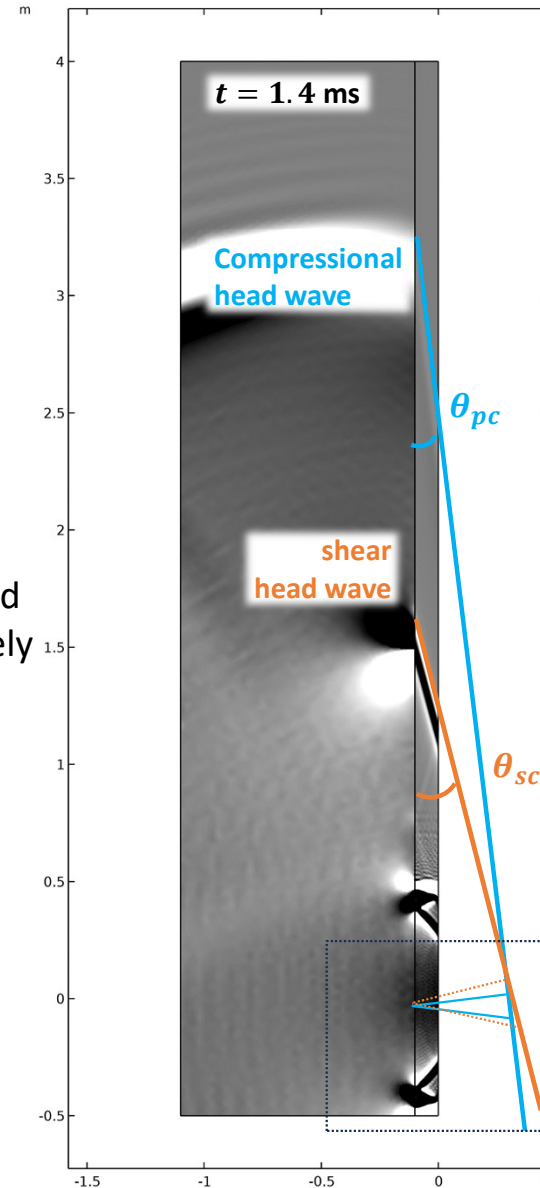 m
4
t = 1.4 ms
3.5
Compressional
head wave
3
θpc
2.5
2
shear
head wave
d
ely
1.5
1
θsc
0.5
0
-0.5
-1.5 -1 -0.5 0